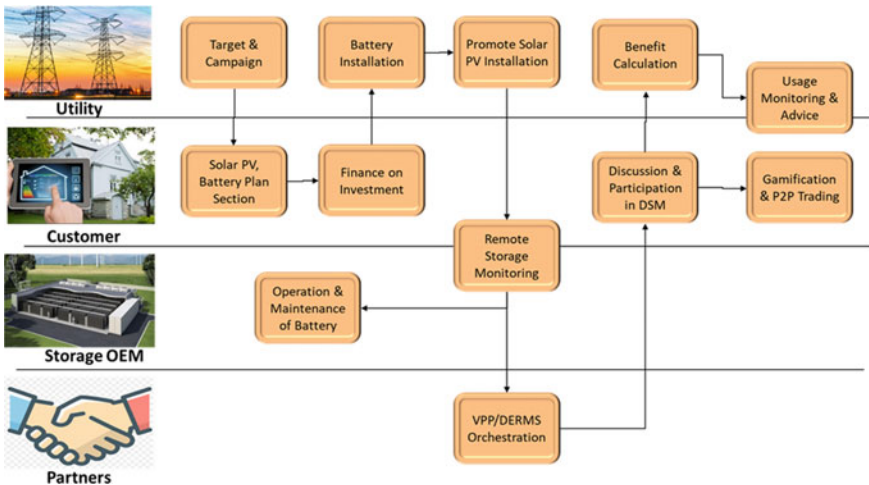 Target &
Campaign
Battery
Installation
Promote Solar
PV Installation
Benefit
Calculation
Usage
Monitoring &
Advice
Utility
Solar PV,
Battery Plan
Section
Finance on
Investment
Discussion &
Participation
in DSM
Gamification
& P2P Trading
Customer
Remote
Storage
Monitoring
Operation &
Maintenance
of Battery
Storage OEM
VPP/DERMS
Orchestration
Partners